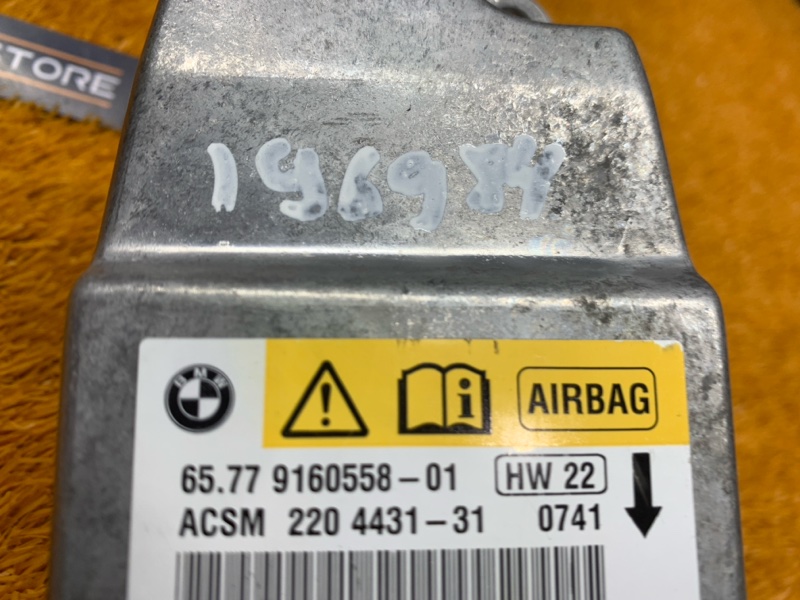 STORE
196984
BMW
AIRBAG
65.77 9160558-01 HW 22
ACSM 220 4431-31 0741